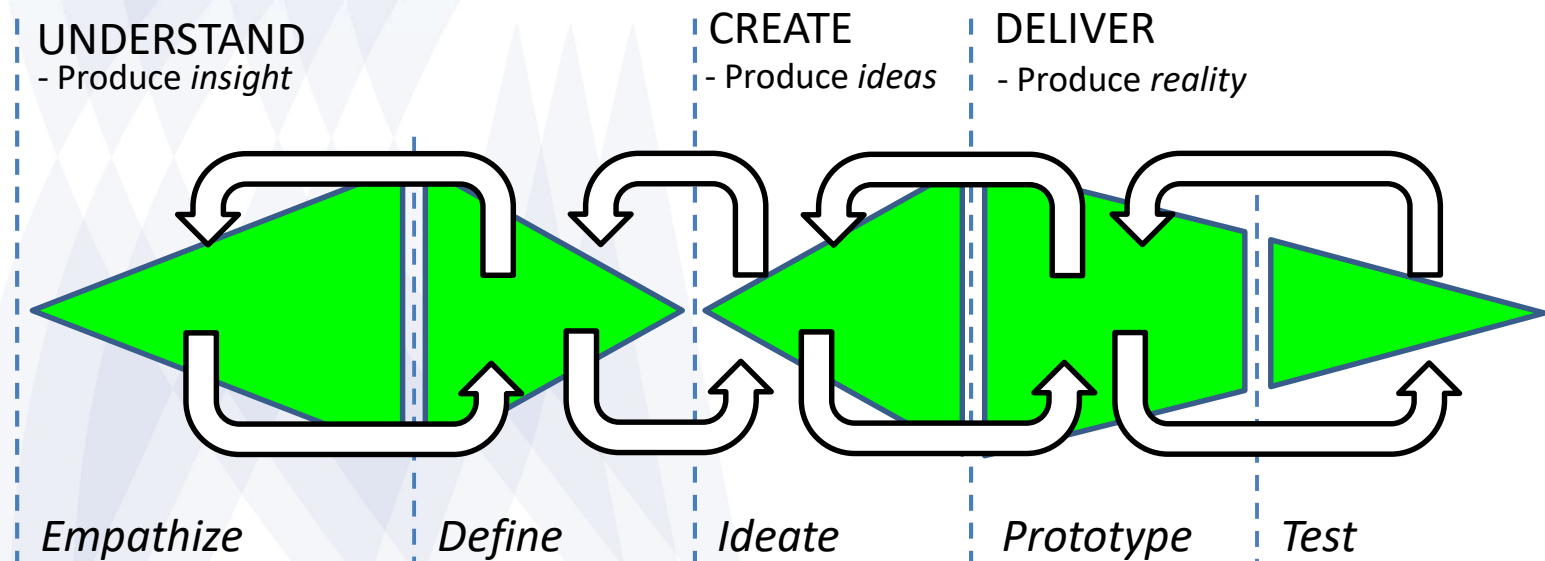 UNDERSTAND
- Produce insight
CREATE
- Produce ideas
DELIVER
- Produce reality
Empathize
Define
Ideate
Prototype
Test